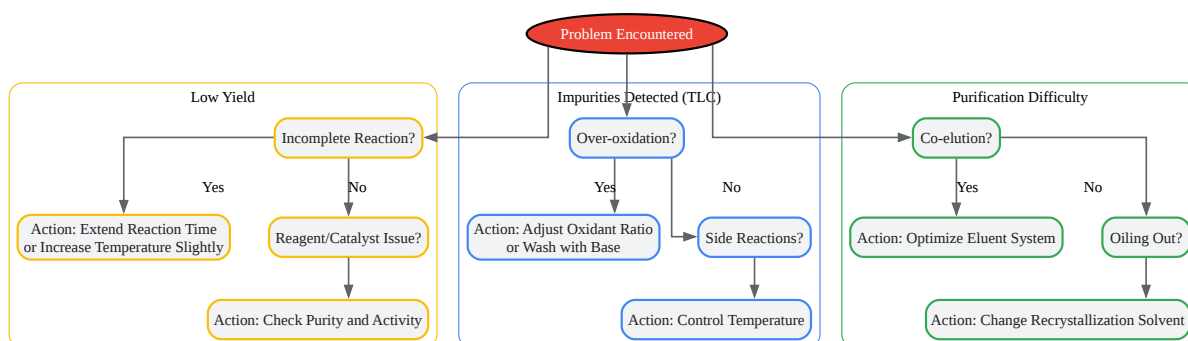 Problem Encountered
Low Yield
Impurities Detected (TLC)
Purification Difficulty
Incomplete Reaction?
Over-oxidation?
Co-elution?
Yes
No
Yes
No
Yes
No
Action: Extend Reaction Time
or Increase Temperature Slightly
Reagent/Catalyst Issue?
Action: Adjust Oxidant Ratio
or Wash with Base
Side Reactions?
Action: Optimize Eluent System
Oiling Out?
Action: Check Purity and Activity
Action: Control Temperature
Action: Change Recrystallization Solvent